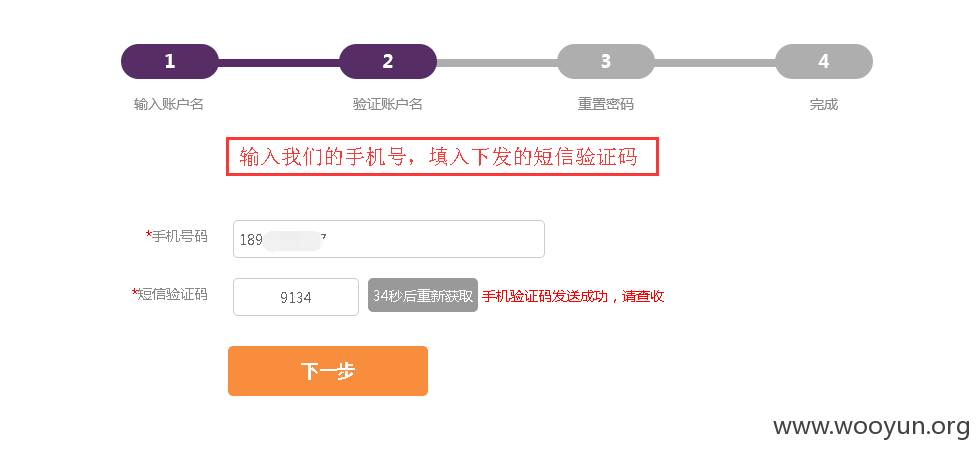 1 2 3 4
输入账户名 验证账户名 重置密码 完成
输入我们的手机号，填入下发的短信验证码
*手机号码 189 7
*短信验证码 9134 34秒后重新获取 手机验证码发送成功，请查收
下一步
www.wooyun.org